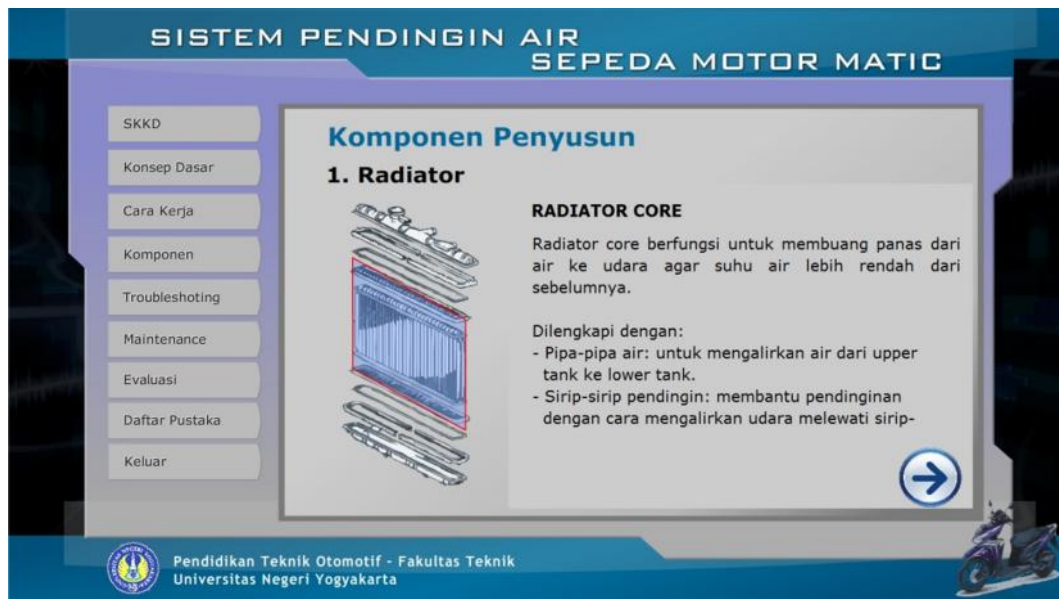 SISTEM PENDINGIN AIR
SEPEDA MOTOR MATIC
SKKD
Konsep Dasar
Cara Kerja
Komponen
Troubleshoting
Maintenance
Evaluasi
Daftar Pustaka
Keluar
Komponen Penyusun
1. Radiator
RADIATOR CORE
Radiator core berfungsi untuk membuang panas dari
air ke udara agar suhu air lebih rendah dari
sebelumnya.
Dilengkapi dengan:
- Pipa-pipa air: untuk mengalirkan air dari upper
tank ke lower tank.
- Sirip-sirip pendingin: membantu pendinginan
dengan cara mengalirkan udara melewati sirip-
Pendidikan Teknik Otomotif - Fakultas Teknik
Universitas Negeri Yogyakarta